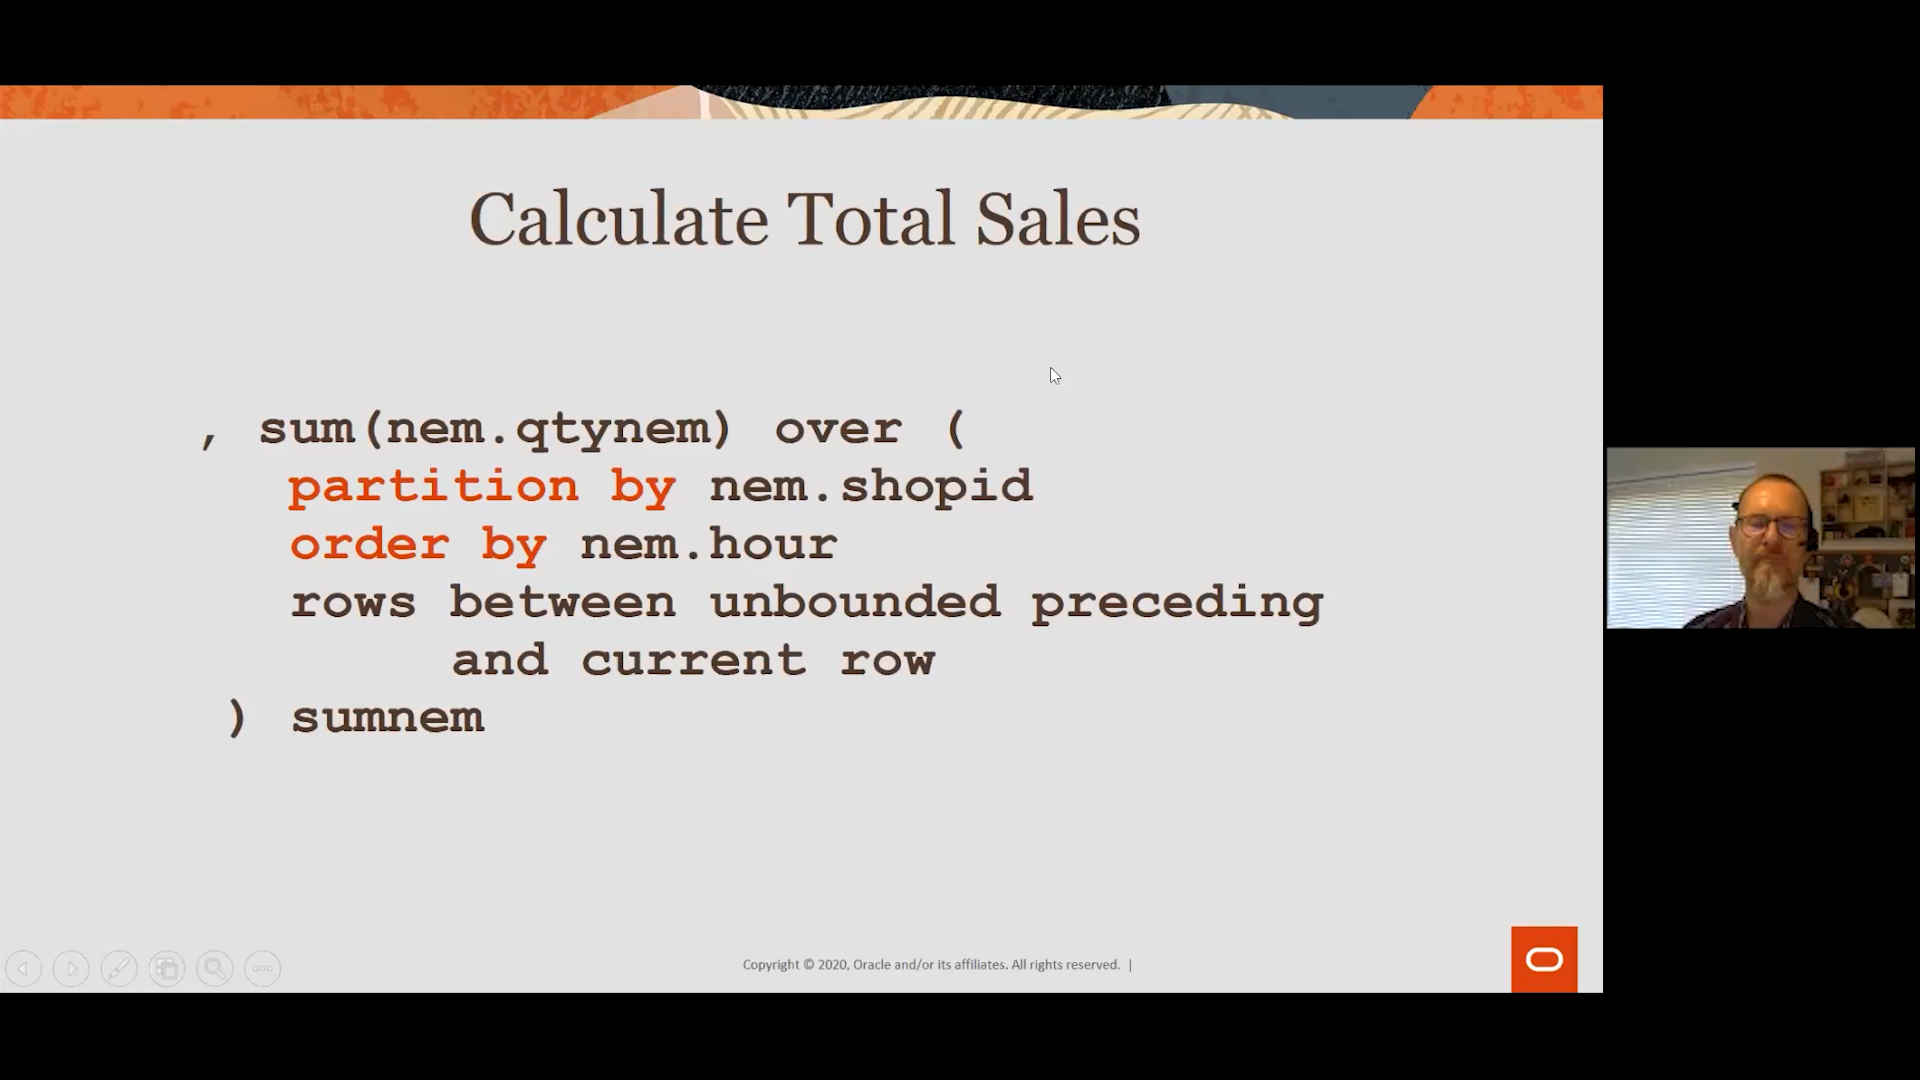 Calculate Total Sales
, sum(nem.qtynem) over (
partition by nem.shopid
order by nem.hour
rows between unbounded preceding
and current row
) sumnem
Copyright © 2020, Oracle and/or its affiliates. All rights reserved. |